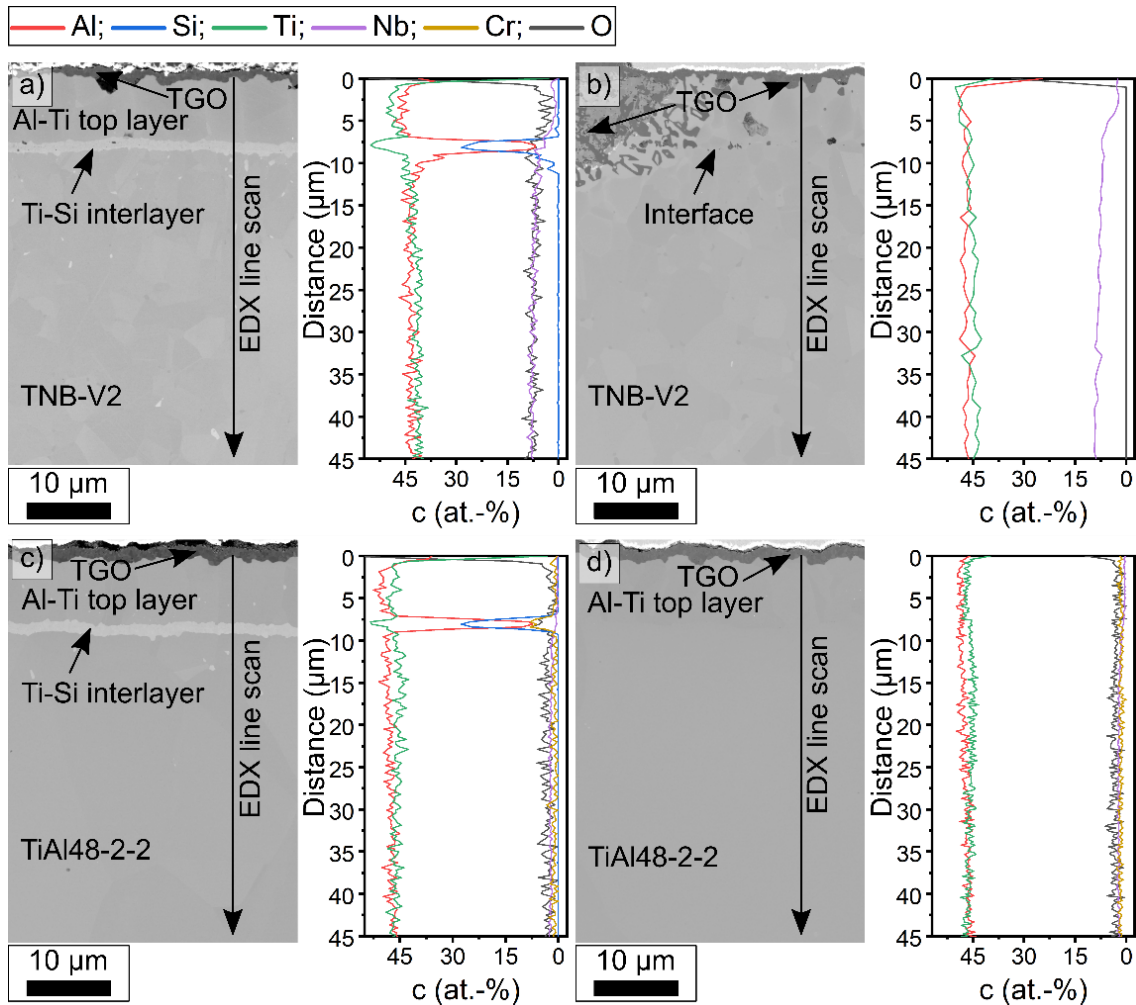 Al; Si; Ti; Nb; Cr; O
a)
TGO
Al-Ti top layer
Ti-Si interlayer
EDX line scan
TNB-V2
10 µm
Distance (µm)
0
5
10
15
20
25
30
35
40
45
45 30 15 0
c (at.-%)
b)
TGO
Interface
EDX line scan
TNB-V2
10 µm
Distance (µm)
0
5
10
15
20
25
30
35
40
45
45 30 15 0
c (at.-%)
c)
TGO
Al-Ti top layer
Ti-Si interlayer
EDX line scan
TiAl48-2-2
10 µm
Distance (µm)
0
5
10
15
20
25
30
35
40
45
45 30 15 0
c (at.-%)
d)
TGO
Al-Ti top layer
EDX line scan
TiAl48-2-2
10 µm
Distance (µm)
0
5
10
15
20
25
30
35
40
45
45 30 15 0
c (at.-%)